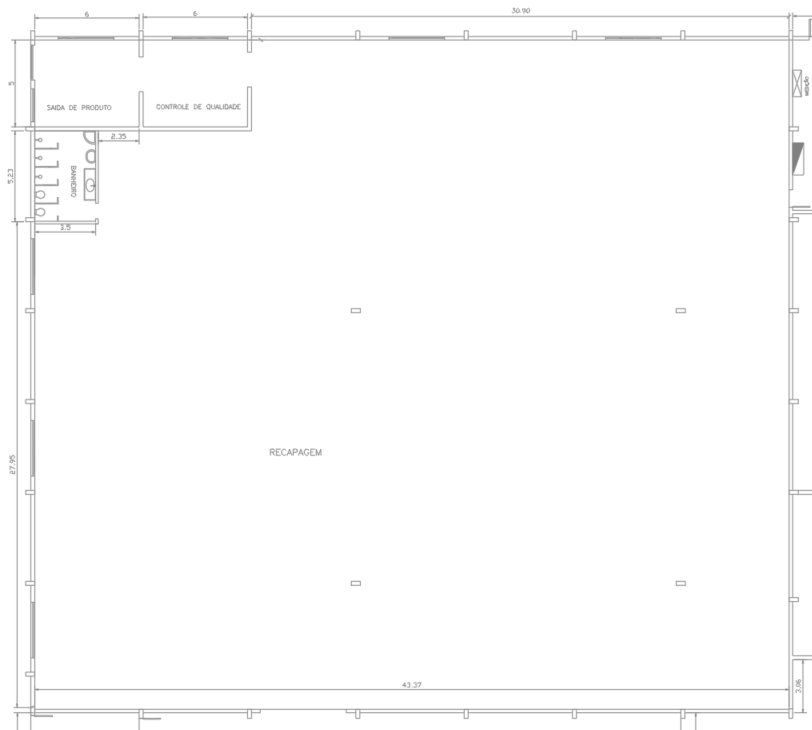 6
6
30.90
5
SAIDA DE PRODUTO
CONTROLE DE QUALIDADE
2.35
5.23
BANHEIRO
3.5
RECAPAGEM
27.95
43.37
3.06